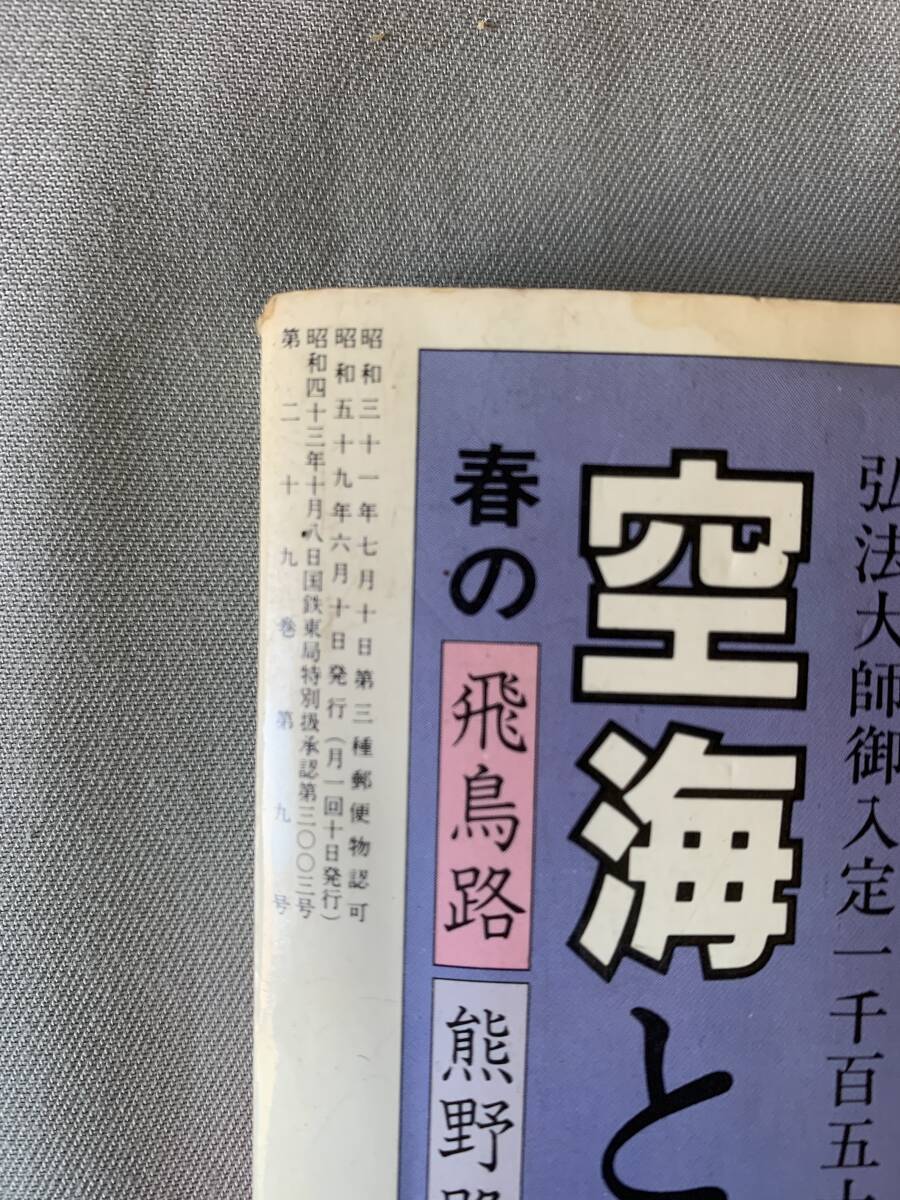 弘法大師御入定一千百五十
空海と
春の飛鳥路
熊野路
昭和三十一年七月十日第三種郵便物認可
昭和五十九年六月十日発行(月一回十日発行)
昭和四十三年十月八日国鉄東局特別扱承認第三〇〇三号
第二十九巻第九号